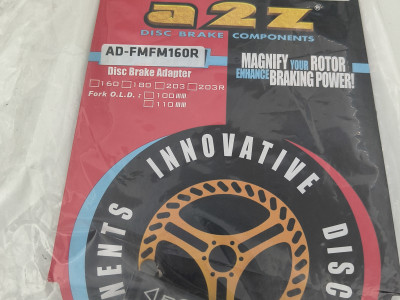 a2z
DISC BRAKE COMPONENTS
AD-FMFM160R
MAGNIFY YOUR ROTOR
ENHANCE BRAKING POWER!
Disc Brake Adapter
□160 □180 □203 □203R
Fork O.L.D.: □100mm
□110mm
INNOVATIVE
DISC